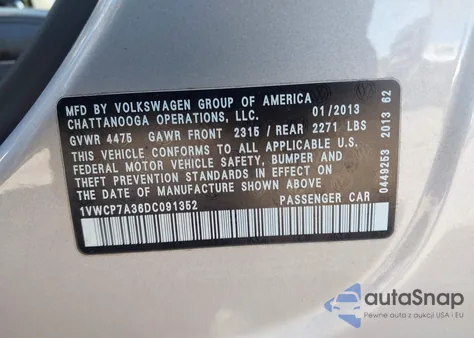 MFD BY VOLKSWAGEN GROUP OF AMERICA
CHATTANOOGA OPERATIONS, LLC. 01/2013
GVWR 4475 GAWR FRONT 2315 / REAR 2271 LBS
THIS VEHICLE CONFORMS TO ALL APPLICABLE U.S.
FEDERAL MOTOR VEHICLE SAFETY, BUMPER AND
THEFT PREVENTION STANDARDS IN EFFECT ON THE
DATE OF MANUFACTURE SHOWN ABOVE.
1VWCP7A36DC091352 PASSENGER CAR
0449253 2013 62
autoSnap
Pewne auta z aukcji USA i EU